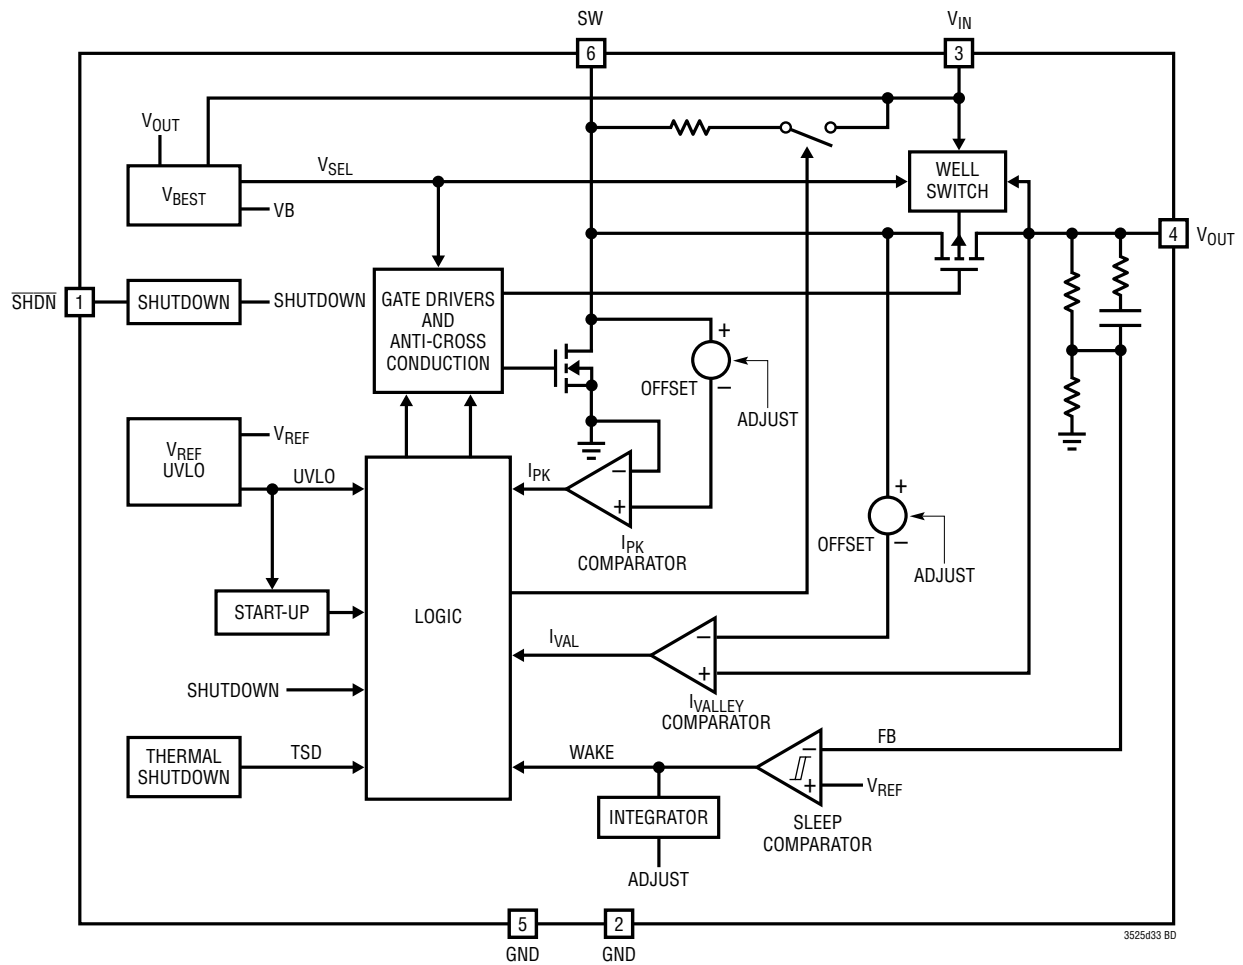 SW
VIN
6
3
VOUT
VSEL
WELL
SWITCH
VBEST
VB
4
VOUT
SHDN
1
SHUTDOWN
SHUTDOWN
GATE DRIVERS
AND
ANTI-CROSS
CONDUCTION
+
OFFSET
–
ADJUST
VREF
UVLO
VREF
UVLO
IPK
–
+
IPK
COMPARATOR
+
OFFSET
–
ADJUST
START-UP
LOGIC
IVAL
–
+
IVALLEY
COMPARATOR
SHUTDOWN
THERMAL
SHUTDOWN
TSD
WAKE
FB
–
+
VREF
SLEEP
COMPARATOR
INTEGRATOR
ADJUST
5
2
GND
GND
3525d33 BD